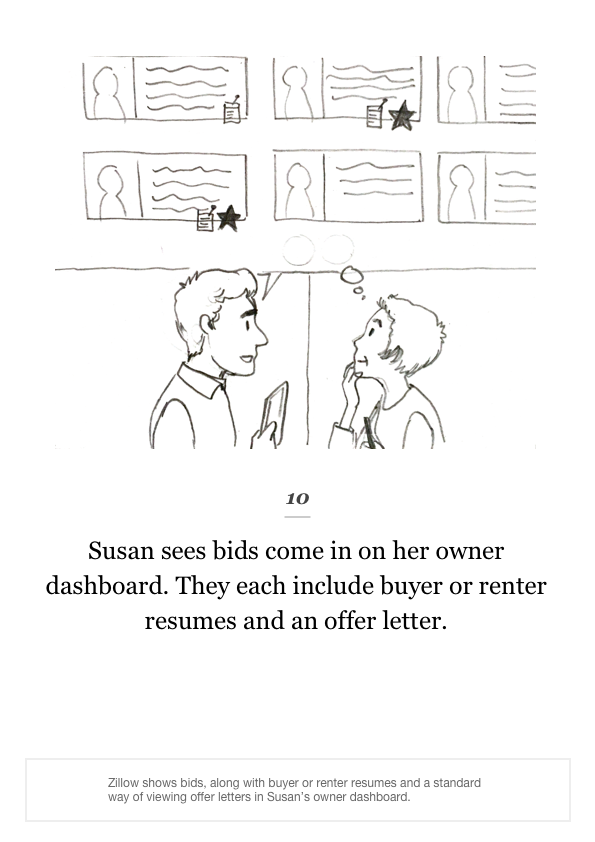 10
Susan sees bids come in on her owner
dashboard. They each include buyer or renter
resumes and an offer letter.
Zillow shows bids, along with buyer or renter resumes and a standard
way of viewing offer letters in Susan’s owner dashboard.